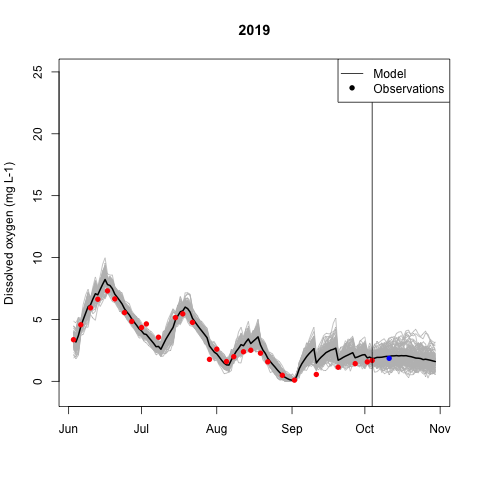 2019
Model
Observations
Dissolved oxygen (mg L-1)
25
20
15
10
5
0
Jun Jul Aug Sep Oct Nov